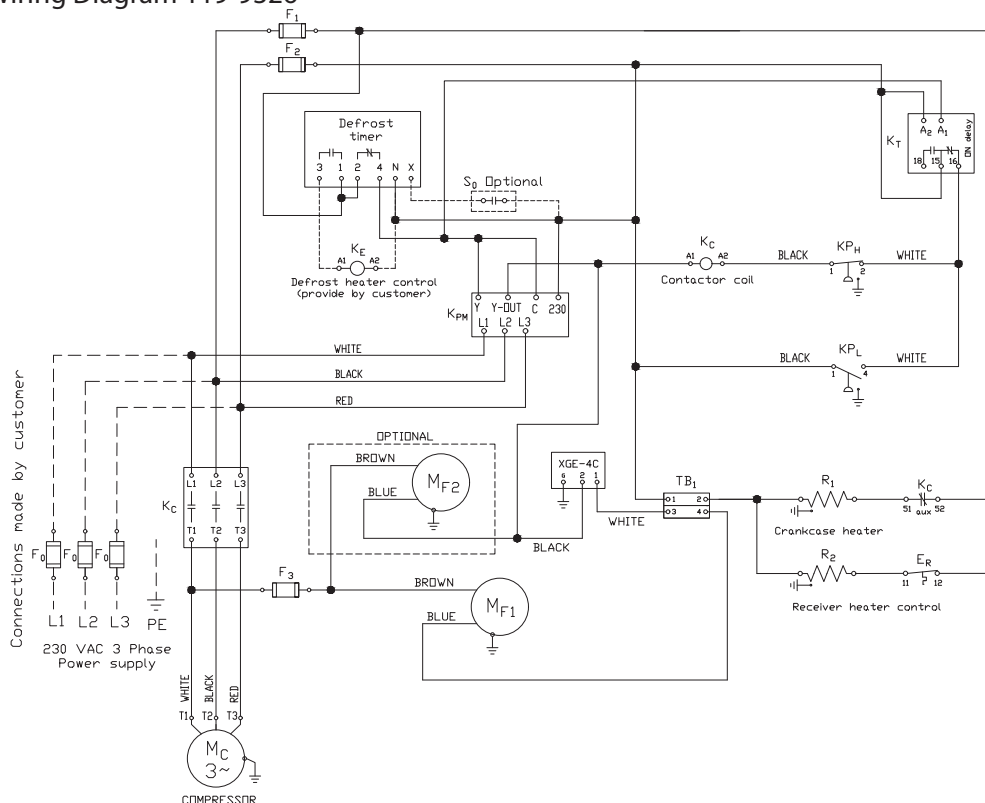 Wiring Diagram 119-9326
F1
F2
Defrost
timer
3 1 2 4 N X
S0 Optional
KE
A1 A2
Defrost heater control
(provide by customer)
KPM
Y Y-OUT C 230
L1 L2 L3
KT
A2 A1
18 15 16
ON delay
KC
A1 A2
Contactor coil
BLACK
KPH
1 2
WHITE
BLACK
KPL
1 4
WHITE
WHITE
BLACK
RED
Connections made by customer
L1 L2 L3
KC
T1 T2 T3
OPTIONAL
BROWN
BLUE
MF2
XGE-4C
6 2 1
WHITE
BLACK
TB1
1 2
3 4
R1
Crankcase heater
KC
51 aux 52
R2
Receiver heater control
ER
11 12
F0 F0 F0
L1 L2 L3 PE
230 VAC 3 Phase
Power supply
F3
BROWN
BLUE
MF1
WHITE
BLACK
RED
T1 T2 T3
MC
3~
COMPRESSOR